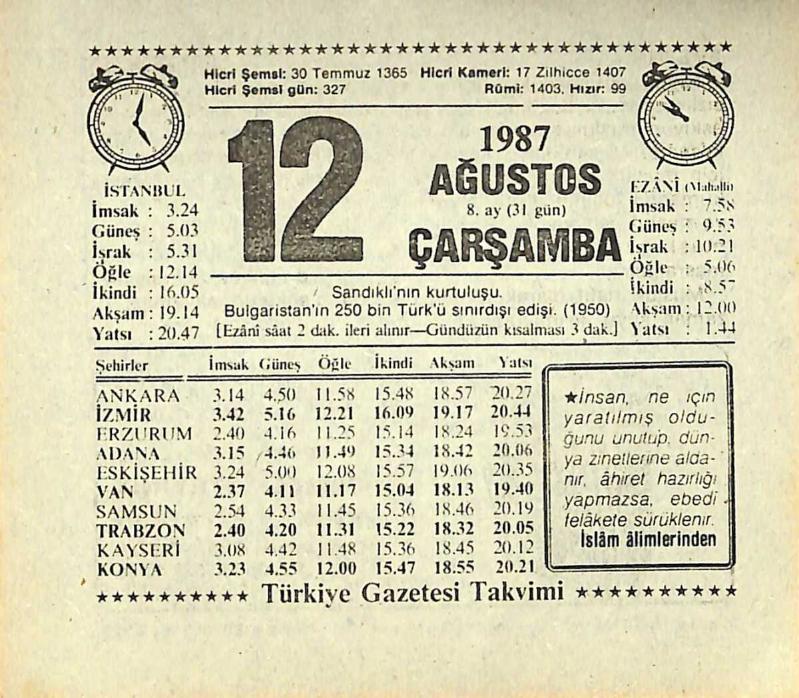 Hicrî Şemsî: 30 Temmuz 1365 Hicrî Kamerî: 17 Zilhicce 1407
Hicrî Şemsî gün: 327 Rûmî: 1403, Hızır: 99
12
1987
AĞUSTOS
8. ay (31 gün)
ÇARŞAMBA
İSTANBUL
İmsak : 3.24
Güneş : 5.03
İşrak : 5.31
Öğle : 12.14
İkindi : 16.05
Akşam : 19.14
Yatsı : 20.47
EZÂNÎ (Mahallî)
İmsak : 7.58
Güneş : 9.53
İşrak : 10.21
Öğle : 5.06
İkindi : 8.57
Akşam : 12.00
Yatsı : 1.44
Sandıklı'nın kurtuluşu.
Bulgaristan'ın 250 bin Türk'ü sınırdışı edişi. (1950)
[Ezânî sâat 2 dak. ileri alınır—Gündüzün kısalması 3 dak.]
Şehirler İmsak Güneş Öğle İkindi Akşam Yatsı
ANKARA 3.14 4.50 11.58 15.48 18.57 20.27
İZMİR 3.42 5.16 12.21 16.09 19.17 20.44
ERZURUM 2.40 4.16 11.25 15.14 18.24 19.53
ADANA 3.15 4.46 11.49 15.34 18.42 20.06
ESKİŞEHİR 3.24 5.00 12.08 15.57 19.06 20.35
VAN 2.37 4.11 11.17 15.04 18.13 19.40
SAMSUN 2.54 4.33 11.45 15.36 18.46 20.19
TRABZON 2.40 4.20 11.31 15.22 18.32 20.05
KAYSERİ 3.08 4.42 11.48 15.36 18.45 20.12
KONYA 3.23 4.55 12.00 15.47 18.55 20.21
★İnsan, ne için
yaratılmış oldu-
ğunu unutup, dün-
ya zînetlerine alda-
nır, âhiret hazırlığı
yapmazsa, ebedî
felâkete sürüklenir.
İslâm âlimlerinden
★★★★★★★★★★ Türkiye Gazetesi Takvimi ★★★★★★★★★★